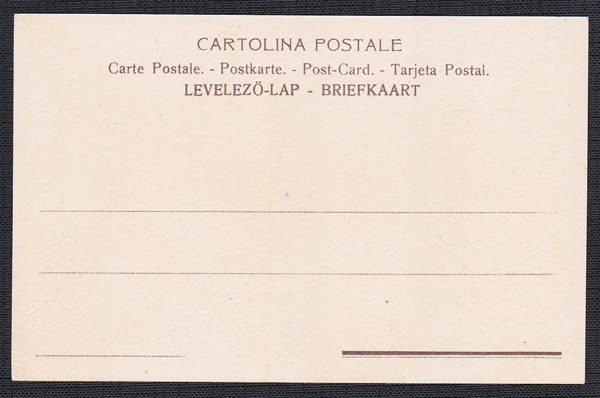 CARTOLINA POSTALE
Carte Postale. - Postkarte. - Post-Card. - Tarjeta Postal.
LEVELEZÖ-LAP - BRIEFKAART